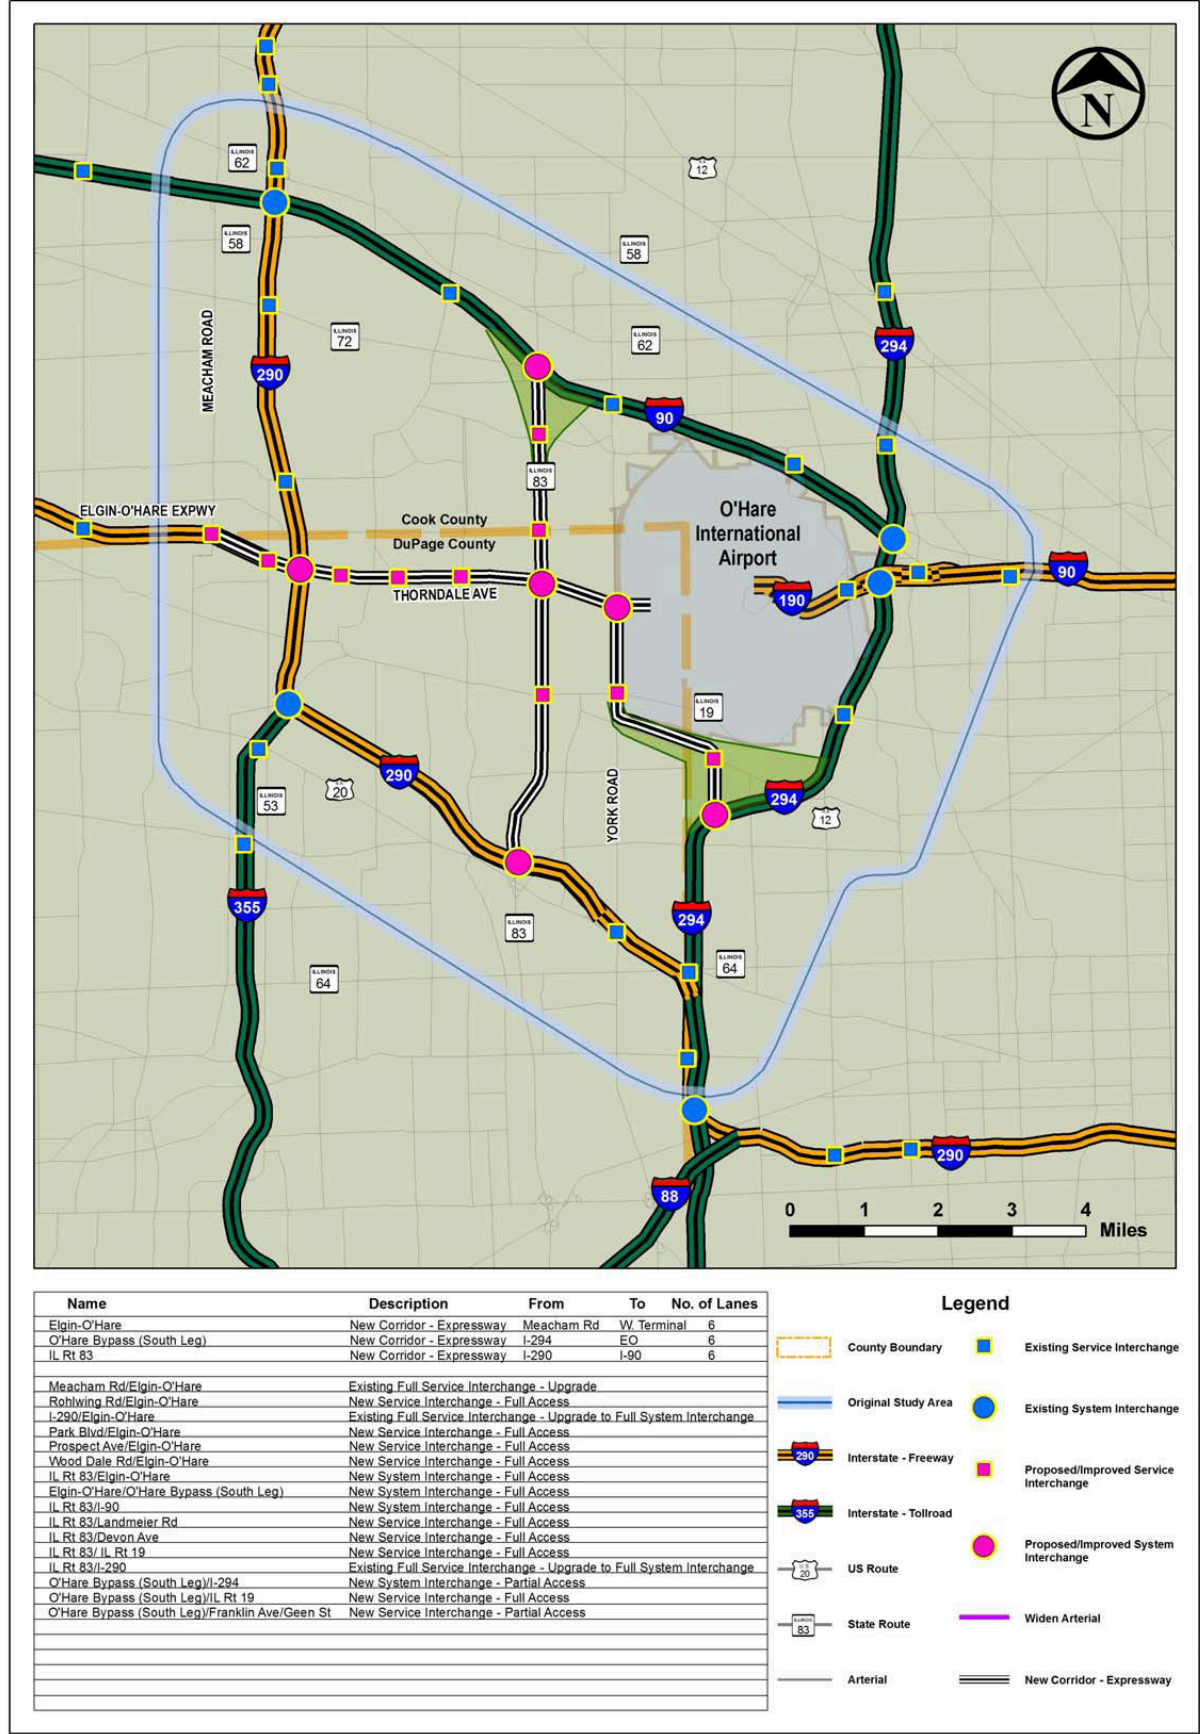 N
ILLINOIS 62
US 12
ILLINOIS 58
ILLINOIS 58
MEACHAM ROAD
ILLINOIS 72
ILLINOIS 62
294
290
90
ILLINOIS 83
ELGIN-O'HARE EXPWY
Cook County
DuPage County
O'Hare
International
Airport
THORNDALE AVE
190
90
ILLINOIS 19
290
US 20
ILLINOIS 53
YORK ROAD
294
US 12
355
294
ILLINOIS 83
ILLINOIS 64
ILLINOIS 64
290
88
0 1 2 3 4
Miles
Name Description From To No. of Lanes
Elgin-O'Hare New Corridor - Expressway Meacham Rd W. Terminal 6
O'Hare Bypass (South Leg) New Corridor - Expressway I-294 EO 6
IL Rt 83 New Corridor - Expressway I-290 I-90 6
Meacham Rd/Elgin-O'Hare Existing Full Service Interchange - Upgrade
Rohlwing Rd/Elgin-O'Hare New Service Interchange - Full Access
I-290/Elgin-O'Hare Existing Full Service Interchange - Upgrade to Full System Interchange
Park Blvd/Elgin-O'Hare New Service Interchange - Full Access
Prospect Ave/Elgin-O'Hare New Service Interchange - Full Access
Wood Dale Rd/Elgin-O'Hare New Service Interchange - Full Access
IL Rt 83/Elgin-O'Hare New System Interchange - Full Access
Elgin-O'Hare/O'Hare Bypass (South Leg) New System Interchange - Full Access
IL Rt 83/I-90 New System Interchange - Full Access
IL Rt 83/Landmeier Rd New Service Interchange - Full Access
IL Rt 83/Devon Ave New Service Interchange - Full Access
IL Rt 83/ IL Rt 19 New Service Interchange - Full Access
IL Rt 83/I-290 Existing Full Service Interchange - Upgrade to Full System Interchange
O'Hare Bypass (South Leg)/I-294 New System Interchange - Partial Access
O'Hare Bypass (South Leg)/IL Rt 19 New Service Interchange - Full Access
O'Hare Bypass (South Leg)/Franklin Ave/Geen St New Service Interchange - Partial Access
Legend
County Boundary
Original Study Area
290 Interstate - Freeway
355 Interstate - Tollroad
US 20 US Route
ILLINOIS 83 State Route
Arterial
Existing Service Interchange
Existing System Interchange
Proposed/Improved Service
Interchange
Proposed/Improved System
Interchange
Widen Arterial
New Corridor - Expressway